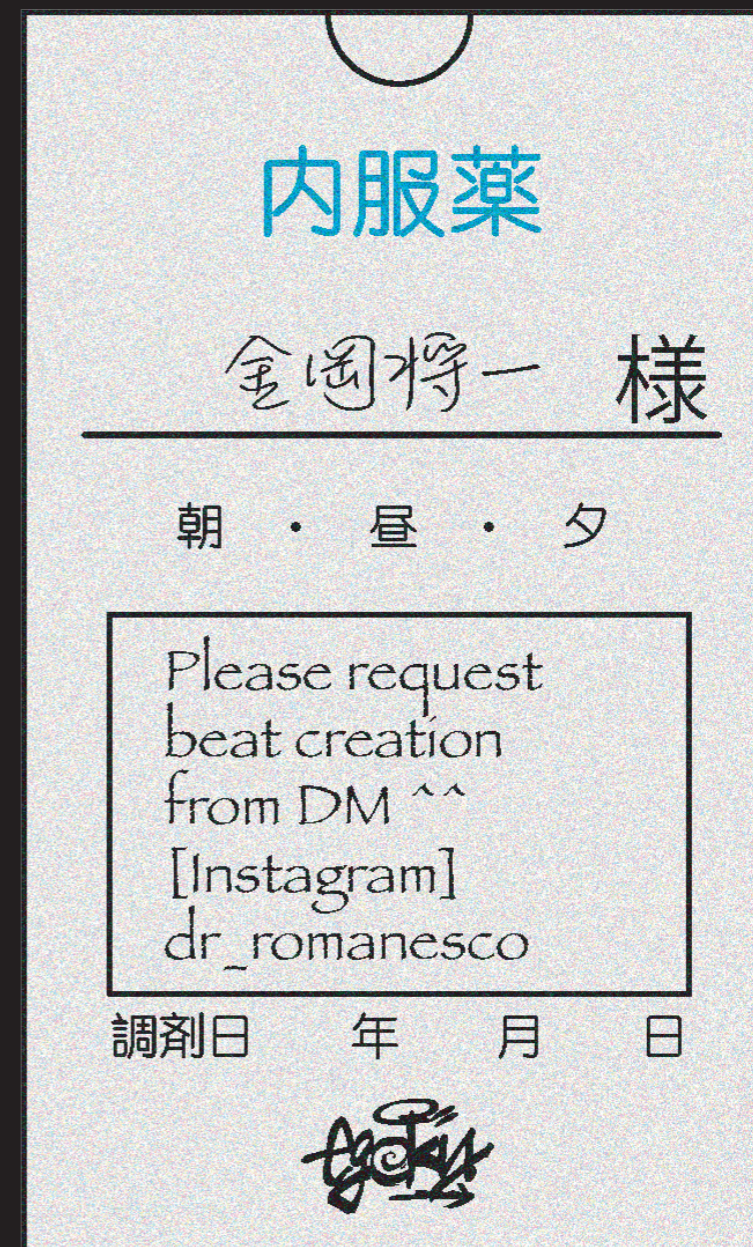 内服薬
金岡将一 様
朝 ・ 昼 ・ 夕
Please request
beat creation
from DM ^^
[Instagram]
dr_romanesco
調剤日 年 月 日